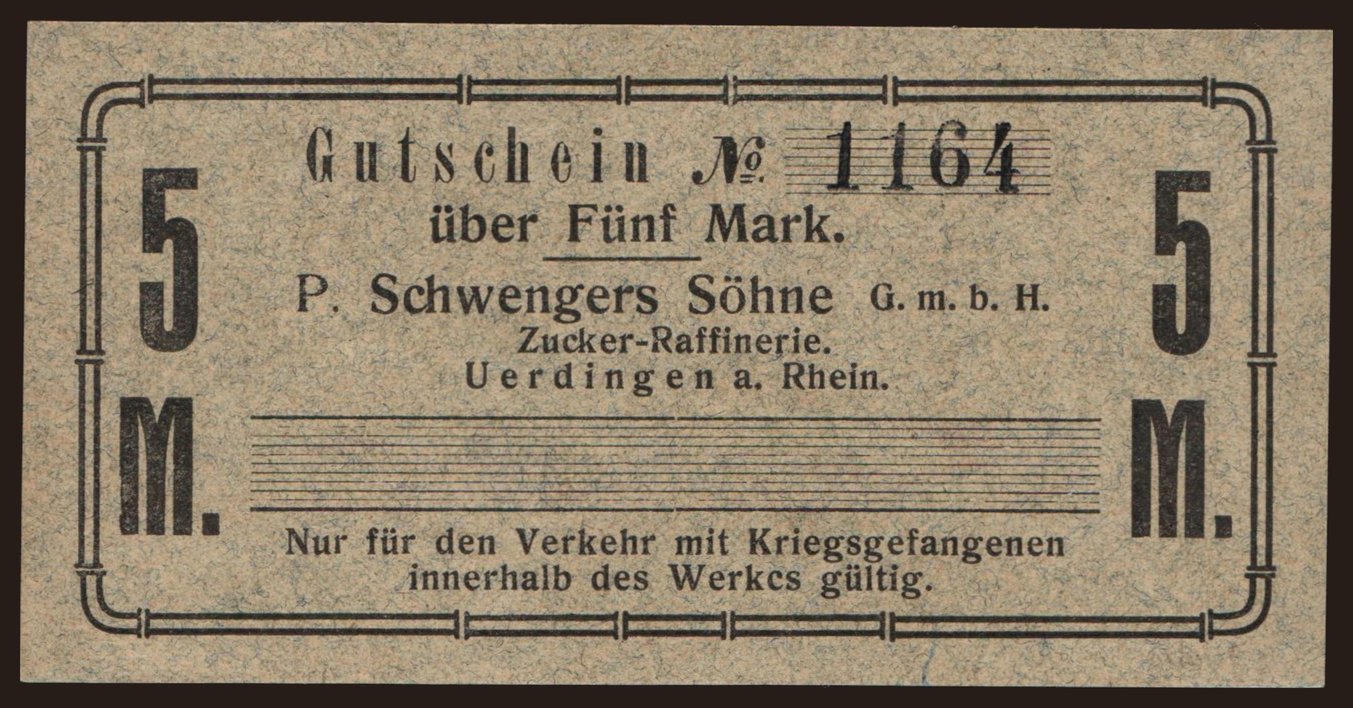 Gutschein No. 1164
über Fünf Mark.
P. Schwengers Söhne G. m. b. H.
Zucker-Raffinerie.
Uerdingen a. Rhein.
5
M.
5
M.
Nur für den Verkehr mit Kriegsgefangenen
innerhalb des Werkes gültig.